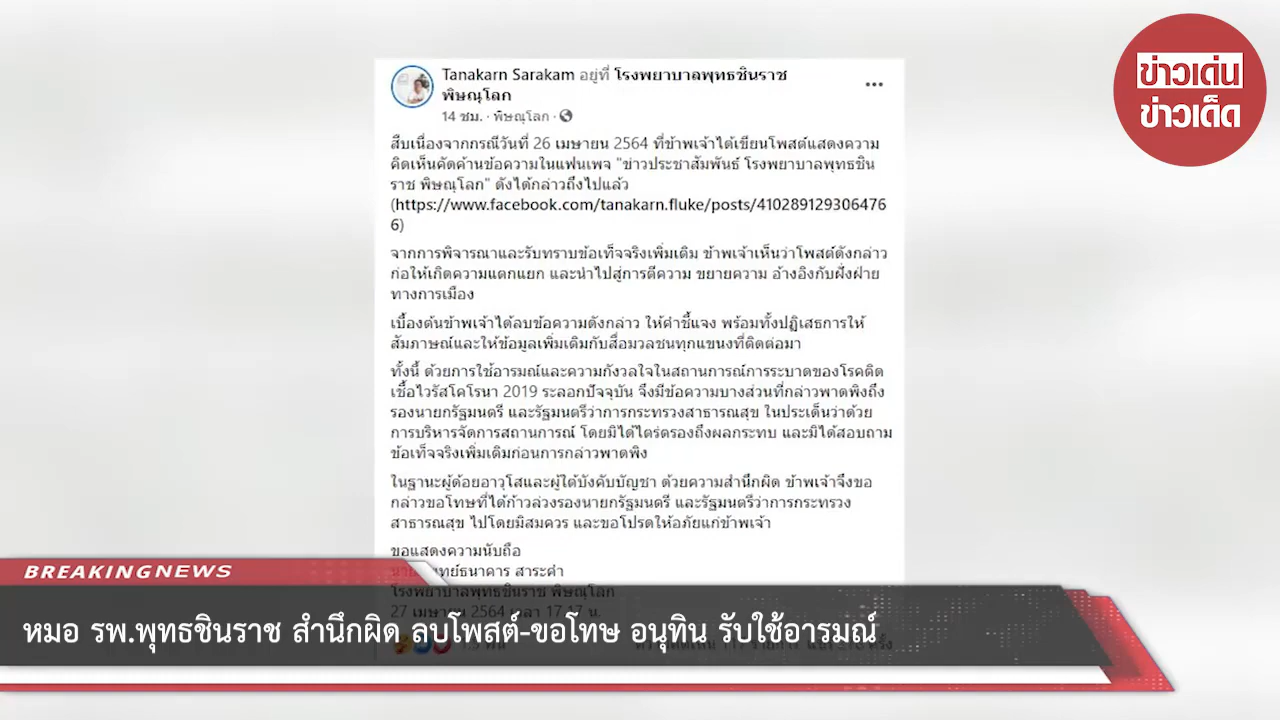 ข่าวเด่น
ข่าวเด็ด
Tanakarn Sarakam อยู่ที่ โรงพยาบาลพุทธชินราช
พิษณุโลก
14 ชม. · พิษณุโลก ·
สืบเนื่องจากกรณีวันที่ 26 เมษายน 2564 ที่ข้าพเจ้าได้เขียนโพสต์แสดงความ
คิดเห็นคัดค้านข้อความในแฟนเพจ "ข่าวประชาสัมพันธ์ โรงพยาบาลพุทธชิน
ราช พิษณุโลก" ดังได้กล่าวถึงไปแล้ว
(https://www.facebook.com/tanakarn.fluke/posts/410289129306476
6)
จากการพิจารณาและรับทราบข้อเท็จจริงเพิ่มเติม ข้าพเจ้าเห็นว่าโพสต์ดังกล่าว
ก่อให้เกิดความแตกแยก และนำไปสู่การตีความ ขยายความ อ้างอิงกับฝั่งฝ่าย
ทางการเมือง
เบื้องต้นข้าพเจ้าได้ลบข้อความดังกล่าว ให้คำชี้แจง พร้อมทั้งปฏิเสธการให้
สัมภาษณ์และให้ข้อมูลเพิ่มเติมกับสื่อมวลชนทุกแขนงที่ติดต่อมา
ทั้งนี้ ด้วยการใช้อารมณ์และความกังวลใจในสถานการณ์การระบาดของโรคติด
เชื้อไวรัสโคโรนา 2019 ระลอกปัจจุบัน จึงมีข้อความบางส่วนที่กล่าวพาดพิงถึง
รองนายกรัฐมนตรี และรัฐมนตรีว่าการกระทรวงสาธารณสุข ในประเด็นว่าด้วย
การบริหารจัดการสถานการณ์ โดยมิได้ไตร่ตรองถึงผลกระทบ และมิได้สอบถาม
ข้อเท็จจริงเพิ่มเติมก่อนการกล่าวพาดพิง
ในฐานะผู้ด้อยอาวุโสและผู้ใต้บังคับบัญชา ด้วยความสำนึกผิด ข้าพเจ้าจึงขอ
กล่าวขอโทษที่ได้ก้าวล่วงรองนายกรัฐมนตรี และรัฐมนตรีว่าการกระทรวง
สาธารณสุข ไปโดยมิสมควร และขอโปรดให้อภัยแก่ข้าพเจ้า
ขอแสดงความนับถือ
ธนาคาร สาระคำ
โรงพยาบาลพุทธชินราช พิษณุโลก
27 เมษายน 2564 เวลา 17.17 น.
BREAKINGNEWS
หมอ รพ.พุทธชินราช สำนึกผิด ลบโพสต์-ขอโทษ อนุทิน รับใช้อารมณ์